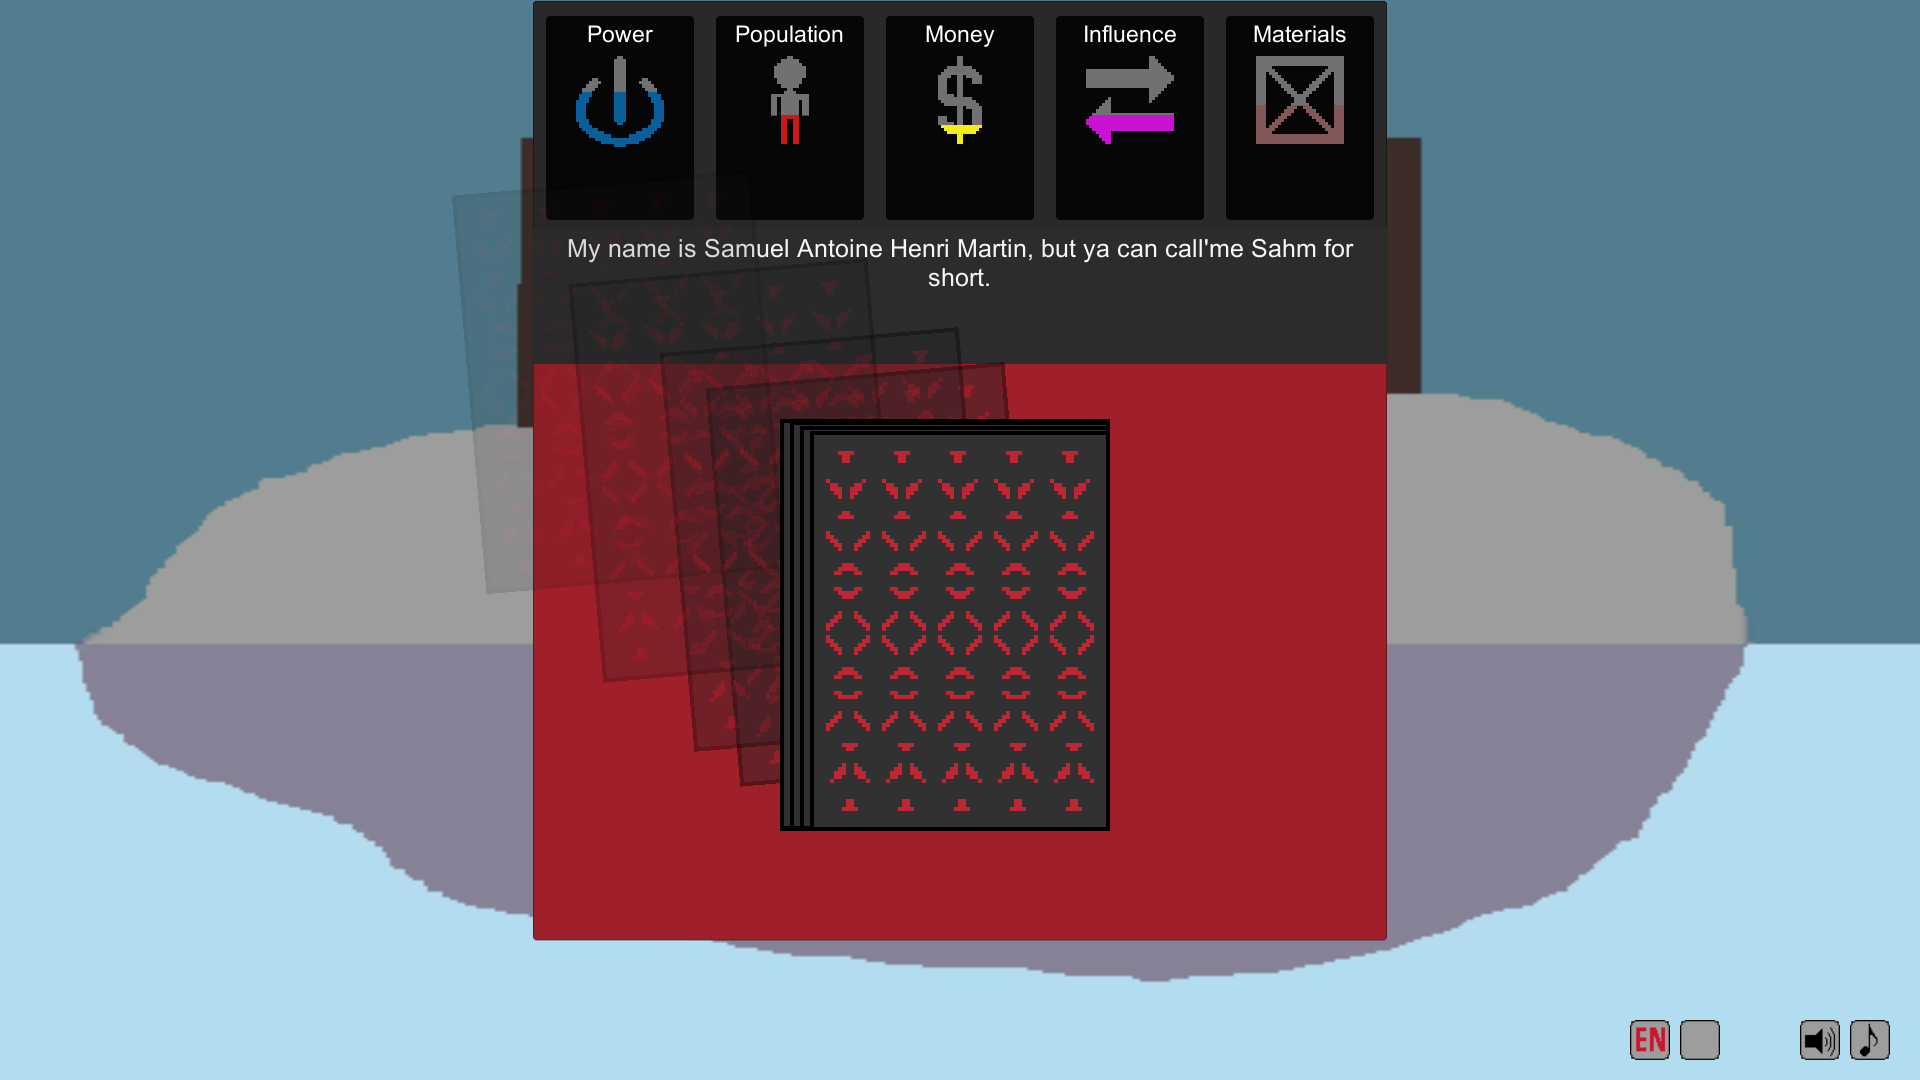 Power Population Money Influence Materials
My name is Samuel Antoine Henri Martin, but ya can call'me Sahm for
short.
EN